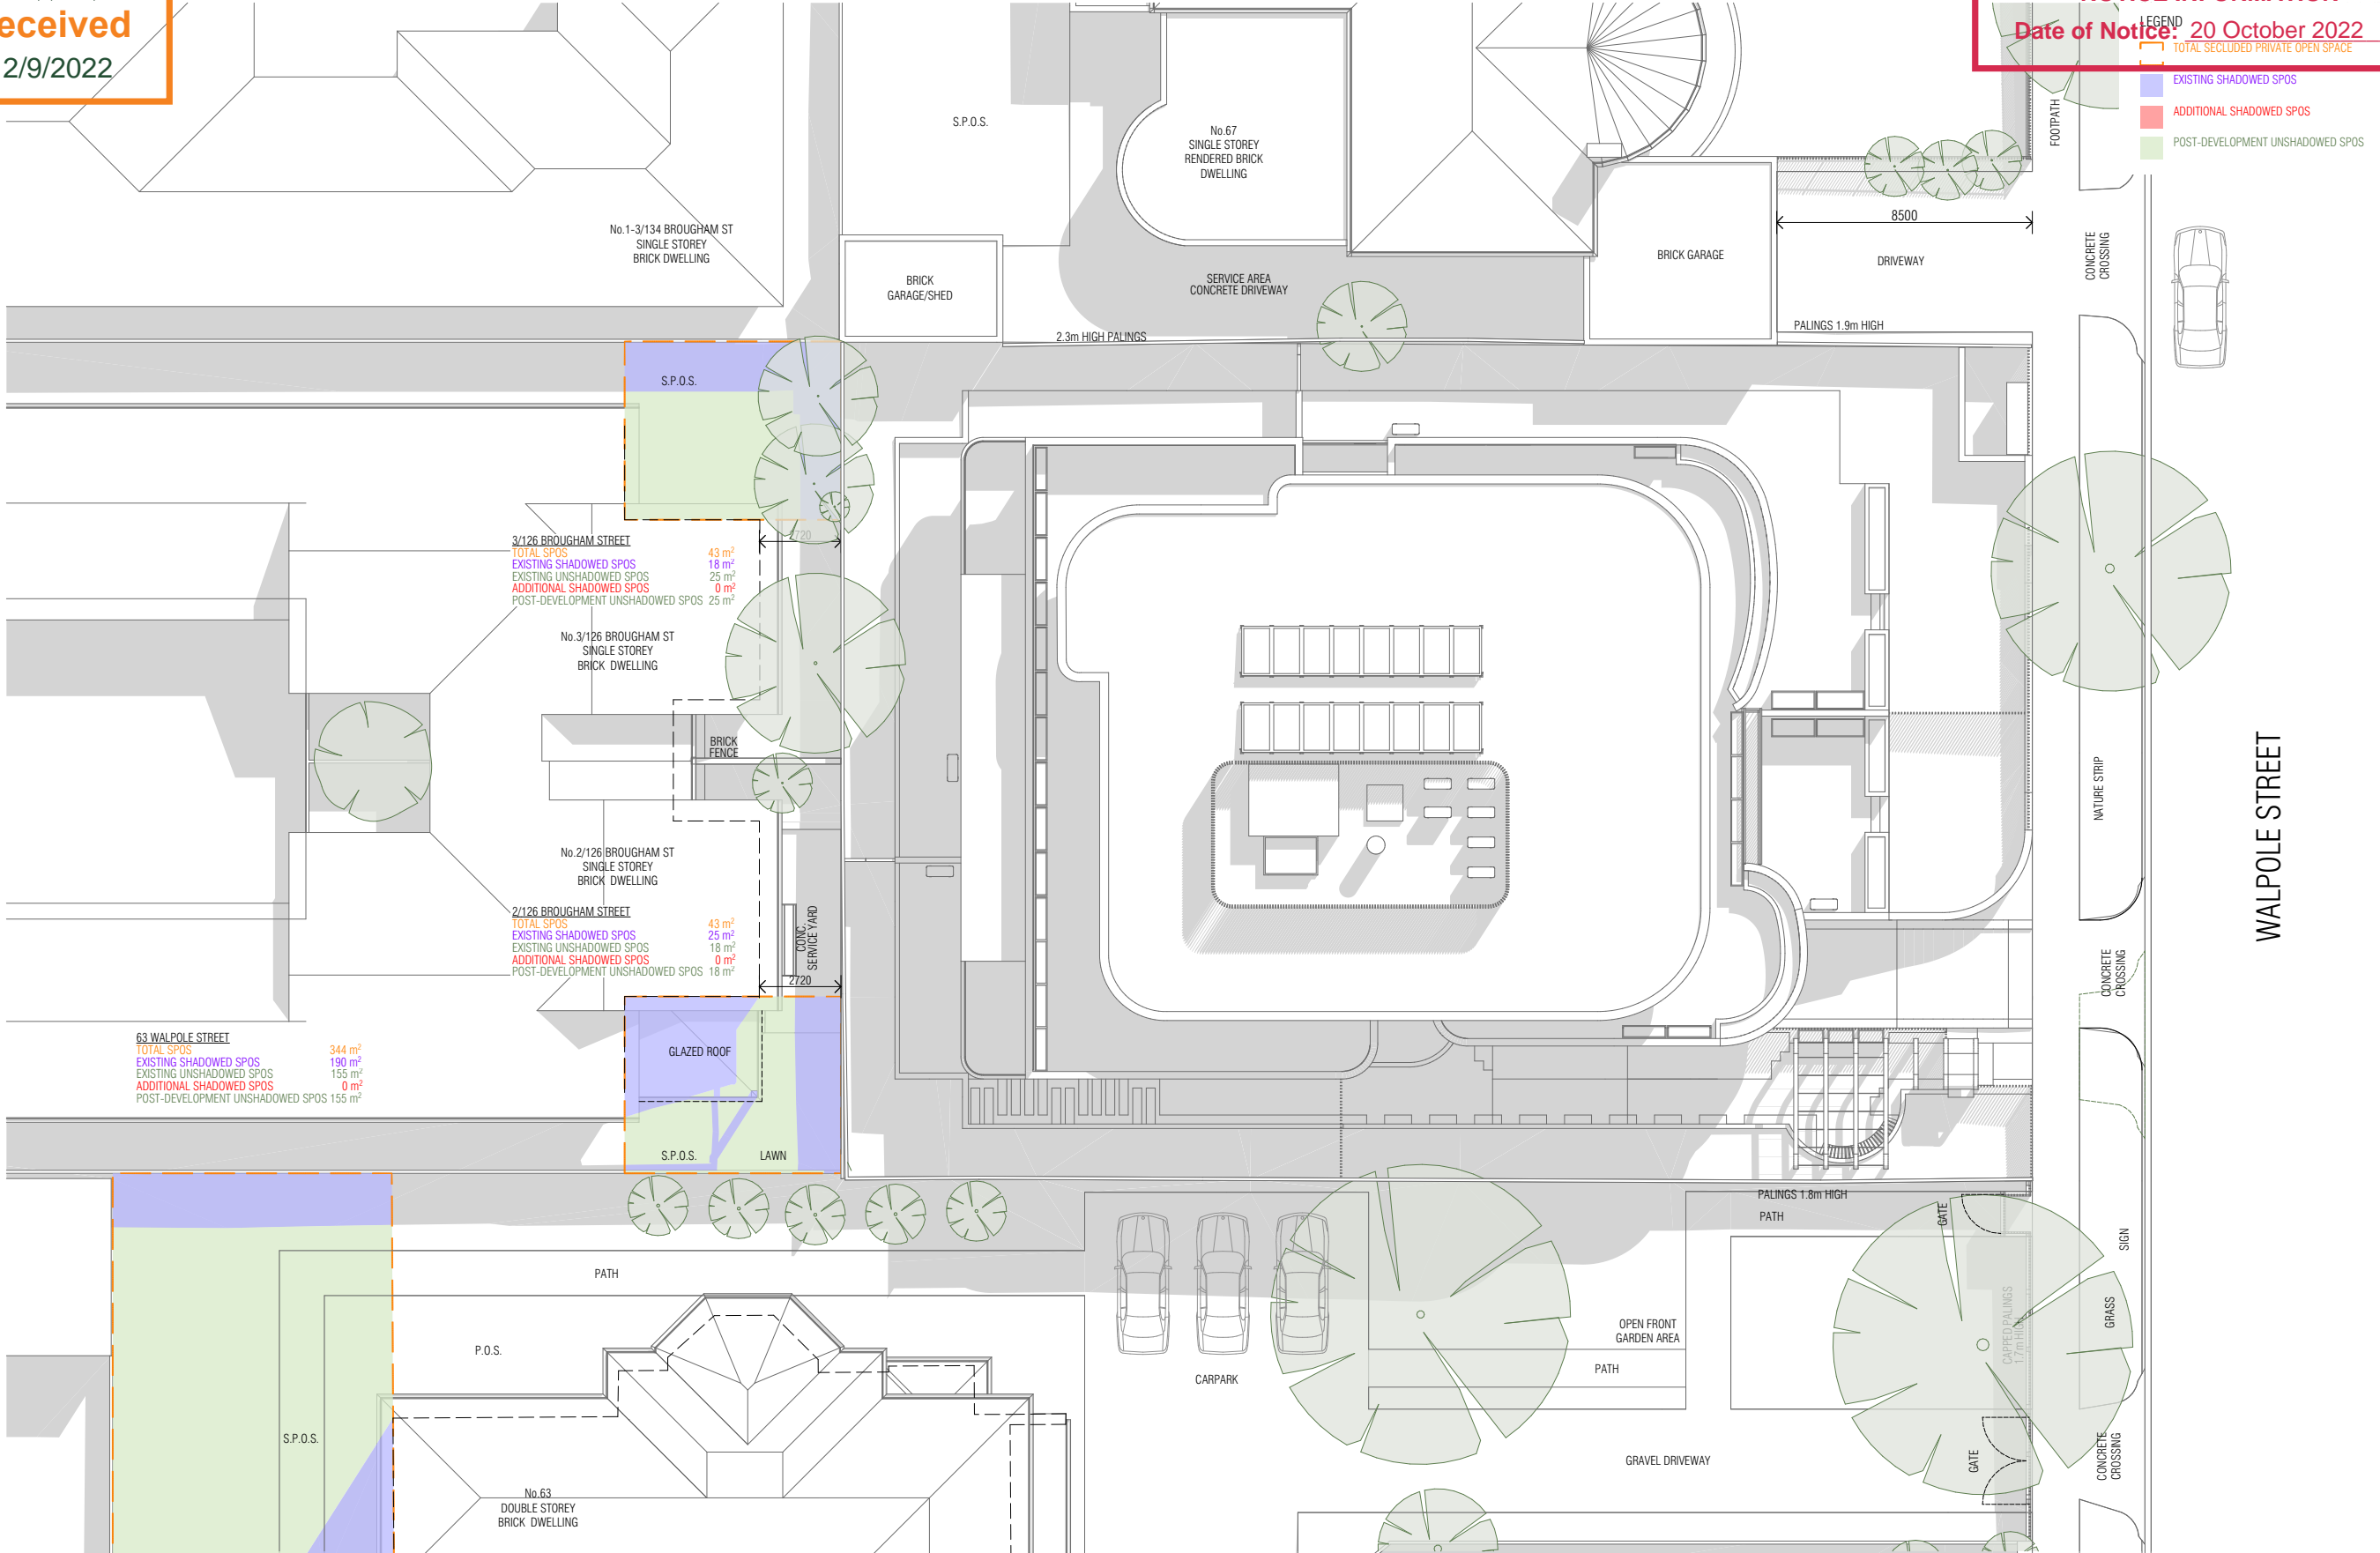 eceived
2/9/2022
Date of Notice: 20 October 2022
LEGEND
TOTAL SECLUDED PRIVATE OPEN SPACE
EXISTING SHADOWED SPOS
ADDITIONAL SHADOWED SPOS
POST-DEVELOPMENT UNSHADOWED SPOS
FOOTPATH
S.P.O.S.
No.67
SINGLE STOREY
RENDERED BRICK
DWELLING
No.1-3/134 BROUGHAM ST
SINGLE STOREY
BRICK DWELLING
BRICK
GARAGE/SHED
SERVICE AREA
CONCRETE DRIVEWAY
BRICK GARAGE
8500
DRIVEWAY
CONCRETE
CROSSING
2.3m HIGH PALINGS
PALINGS 1.9m HIGH
S.P.O.S.
2720
3/126 BROUGHAM STREET
TOTAL SPOS 43 m²
EXISTING SHADOWED SPOS 18 m²
EXISTING UNSHADOWED SPOS 25 m²
ADDITIONAL SHADOWED SPOS 0 m²
POST-DEVELOPMENT UNSHADOWED SPOS 25 m²
No.3/126 BROUGHAM ST
SINGLE STOREY
BRICK DWELLING
BRICK
FENCE
NATURE STRIP
WALPOLE STREET
No.2/126 BROUGHAM ST
SINGLE STOREY
BRICK DWELLING
2/126 BROUGHAM STREET
TOTAL SPOS 43 m²
EXISTING SHADOWED SPOS 25 m²
EXISTING UNSHADOWED SPOS 18 m²
ADDITIONAL SHADOWED SPOS 0 m²
POST-DEVELOPMENT UNSHADOWED SPOS 18 m²
CONC.
SERVICE YARD
2720
CONCRETE
CROSSING
63 WALPOLE STREET
TOTAL SPOS 344 m²
EXISTING SHADOWED SPOS 190 m²
EXISTING UNSHADOWED SPOS 155 m²
ADDITIONAL SHADOWED SPOS 0 m²
POST-DEVELOPMENT UNSHADOWED SPOS 155 m²
GLAZED ROOF
S.P.O.S.
LAWN
PALINGS 1.8m HIGH
PATH
GATE
SIGN
PATH
CAPPED PALINGS
1.7m HIGH
GRASS
OPEN FRONT
GARDEN AREA
P.O.S.
PATH
CARPARK
S.P.O.S.
GRAVEL DRIVEWAY
GATE
CONCRETE
CROSSING
No.63
DOUBLE STOREY
BRICK DWELLING